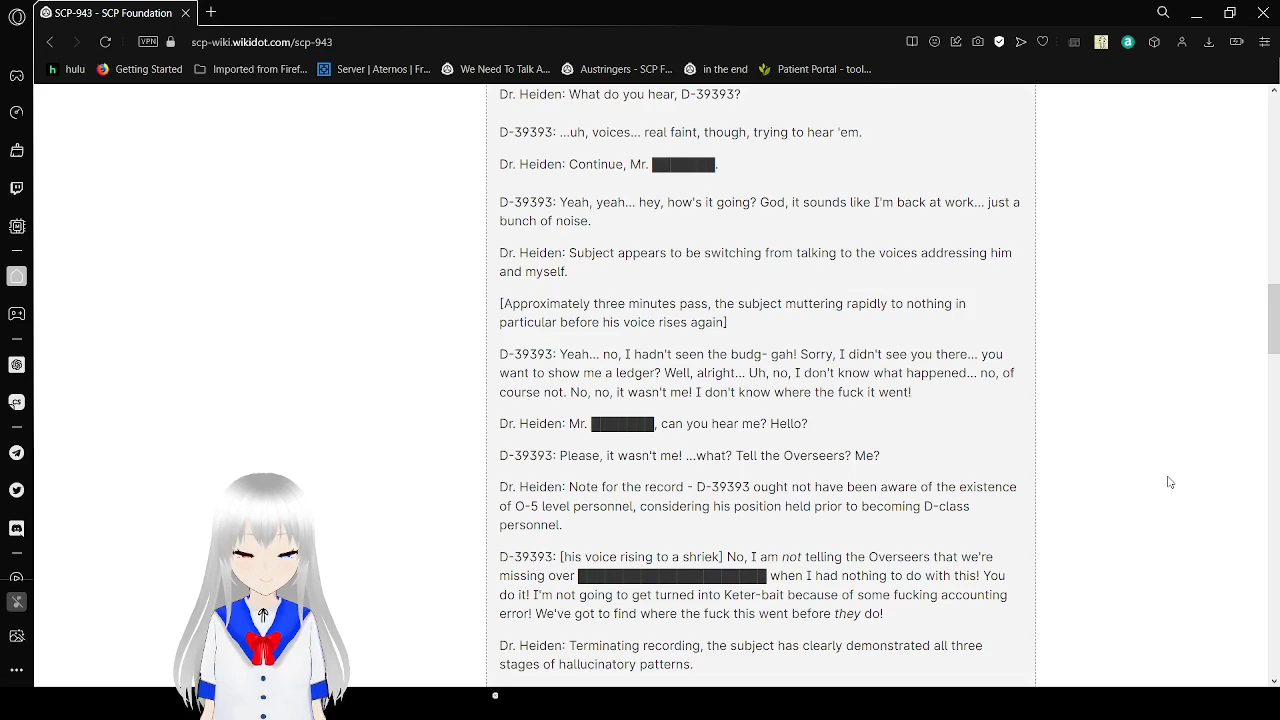 SCP-943 - SCP Foundation
VPN
scp-wiki.wikidot.com/scp-943
h hulu
Getting Started
Imported from Firef...
Server | Aternos | Fr...
We Need To Talk A...
Austringers - SCP F...
in the end
Patient Portal - tool...
Dr. Heiden: What do you hear, D-39393?
D-39393: ...uh, voices... real faint, though, trying to hear 'em.
Dr. Heiden: Continue, Mr. ███████.
D-39393: Yeah, yeah... hey, how's it going? God, it sounds like I'm back at work... just a
bunch of noise.
Dr. Heiden: Subject appears to be switching from talking to the voices addressing him
and myself.
[Approximately three minutes pass, the subject muttering rapidly to nothing in
particular before his voice rises again]
D-39393: Yeah... no, I hadn't seen the budg- gah! Sorry, I didn't see you there... you
want to show me a ledger? Well, alright... Uh, no, I don't know what happened... no, of
course not. No, no, it wasn't me! I don't know where the fuck it went!
Dr. Heiden: Mr. ███████, can you hear me? Hello?
D-39393: Please, it wasn't me! ...what? Tell the Overseers? Me?
Dr. Heiden: Note for the record - D-39393 ought not have been aware of the existence
of O-5 level personnel, considering his position held prior to becoming D-class
personnel.
D-39393: [his voice rising to a shriek] No, I am not telling the Overseers that we're
missing over █████████████████████ when I had nothing to do with this! You
do it! I'm not going to get turned into Keter-bait because of some fucking accounting
error! We've got to find where the fuck this went before they do!
Dr. Heiden: Terminating recording, the subject has clearly demonstrated all three
stages of hallucinatory patterns.